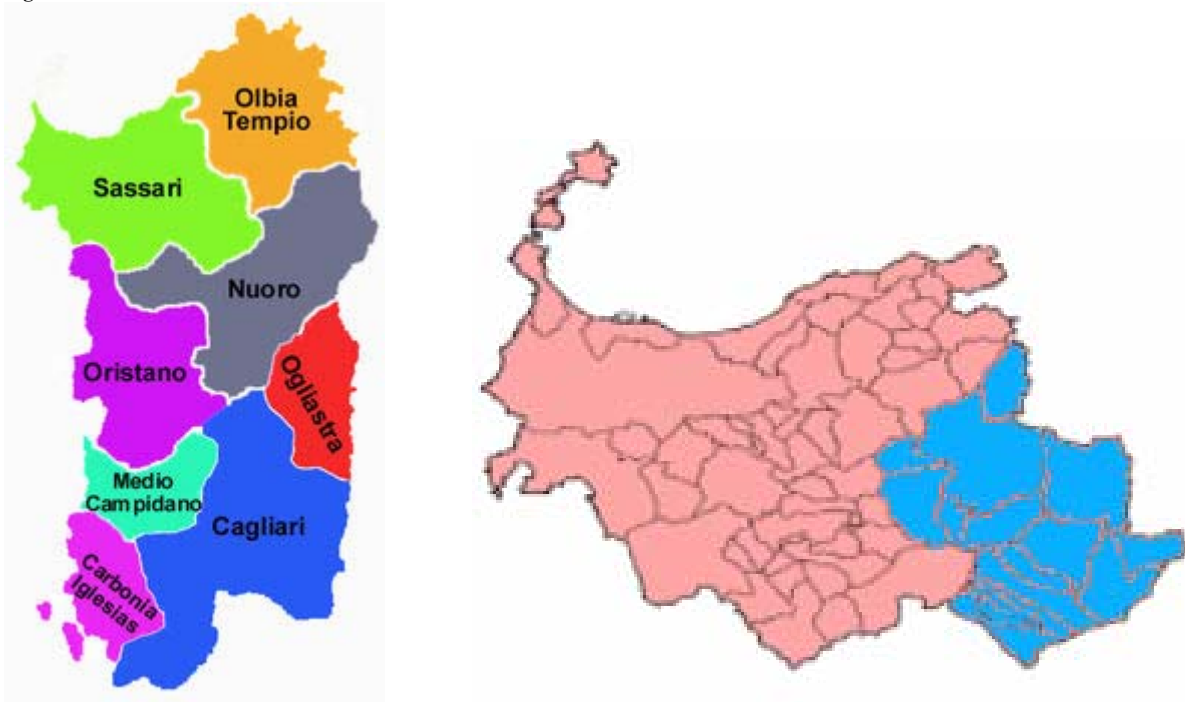 Olbia
Tempio
Sassari
Nuoro
Oristano
Ogliastra
Medio
Campidano
Cagliari
Carbonia
Iglesias